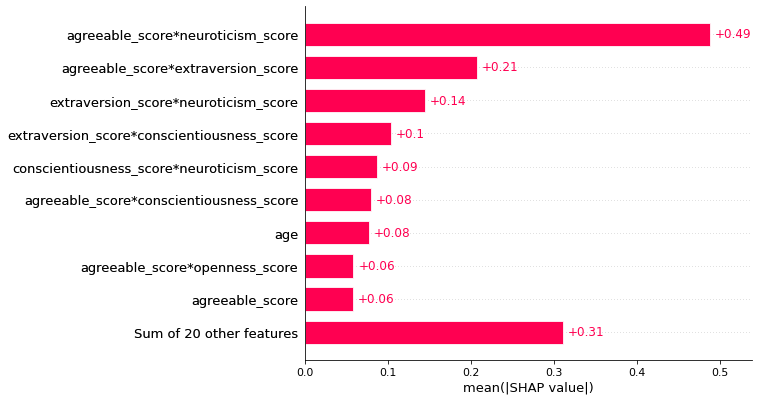 agreeable_score*neuroticism_score +0.49
agreeable_score*extraversion_score +0.21
extraversion_score*neuroticism_score +0.14
extraversion_score*conscientiousness_score +0.1
conscientiousness_score*neuroticism_score +0.09
agreeable_score*conscientiousness_score +0.08
age +0.08
agreeable_score*openness_score +0.06
agreeable_score +0.06
Sum of 20 other features +0.31
0.0 0.1 0.2 0.3 0.4 0.5
mean(|SHAP value|)